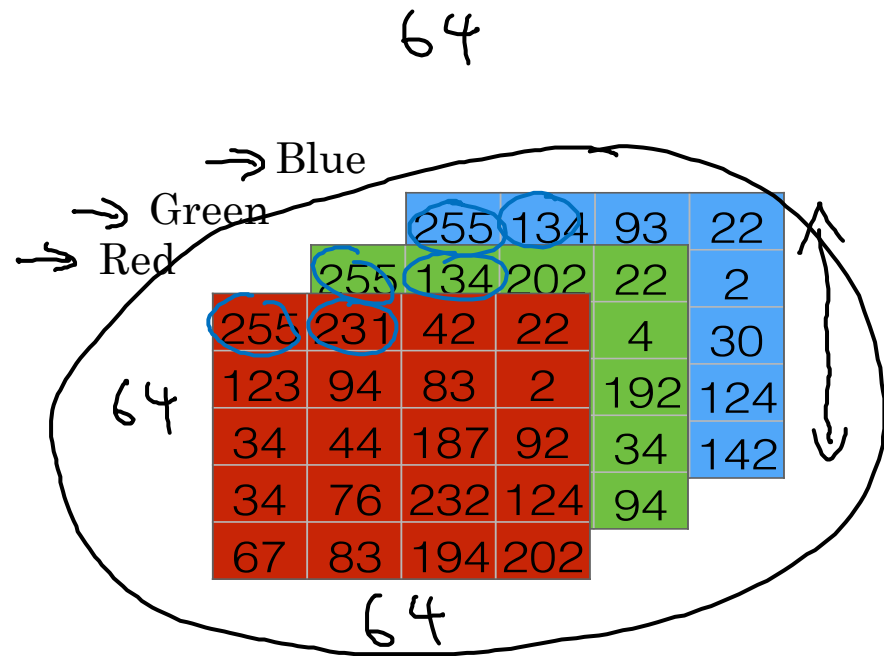 64
Blue
Green
Red
255 134 93 22
255 134 202 22 2
255 231 42 22 4 30
123 94 83 2 192 124
64
34 44 187 92 34 142
34 76 232 124 94
67 83 194 202
64